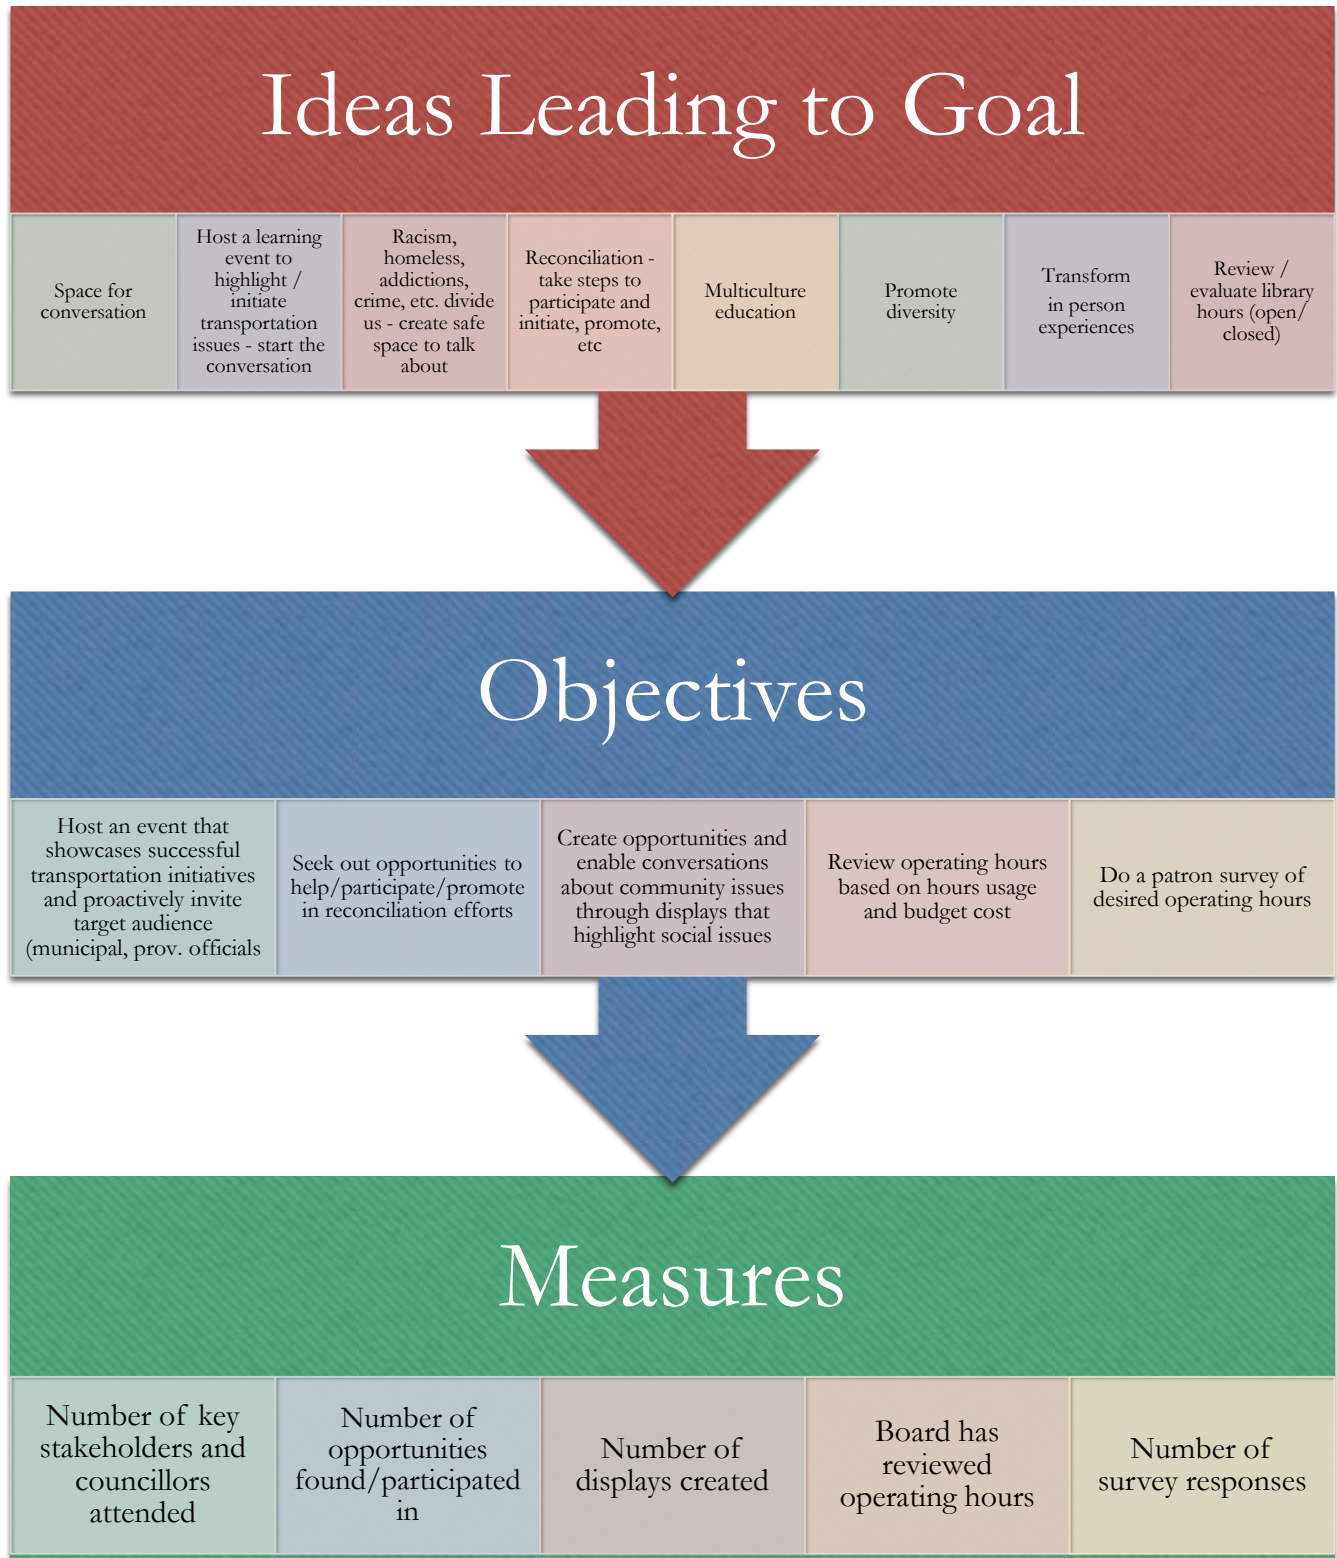 Ideas Leading to Goal
Space for
conversation
Host a learning
event to
highlight /
initiate
transportation
issues - start the
conversation
Racism,
homeless,
addictions,
crime, etc. divide
us - create safe
space to talk
about
Reconciliation -
take steps to
participate and
initiate, promote,
etc
Multiculture
education
Promote
diversity
Transform
in person
experiences
Review /
evaluate library
hours (open/
closed)
Objectives
Host an event that
showcases successful
transportation initiatives
and proactively invite
target audience
(municipal, prov. officials
Seek out opportunities to
help/participate/promote
in reconciliation efforts
Create opportunities and
enable conversations
about community issues
through displays that
highlight social issues
Review operating hours
based on hours usage
and budget cost
Do a patron survey of
desired operating hours
Measures
Number of key
stakeholders and
councillors
attended
Number of
opportunities
found/participated
in
Number of
displays created
Board has
reviewed
operating hours
Number of
survey responses